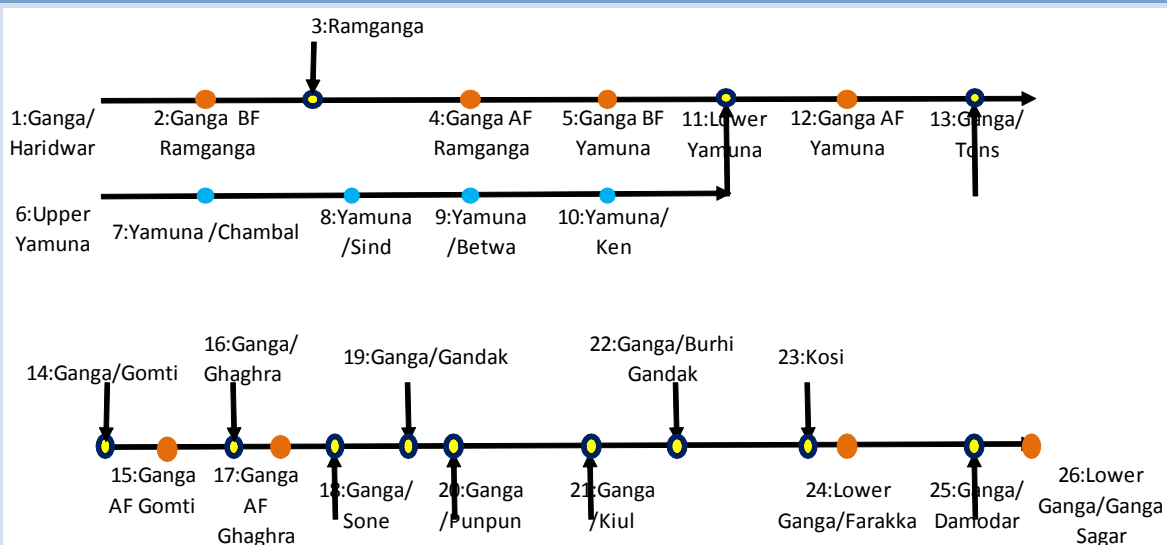 3:Ramganga
1:Ganga/
Haridwar
2:Ganga BF
Ramganga
4:Ganga AF
Ramganga
5:Ganga BF
Yamuna
11:Lower
Yamuna
12:Ganga AF
Yamuna
13:Ganga/
Tons
6:Upper
Yamuna
7:Yamuna /Chambal
8:Yamuna
/Sind
9:Yamuna
/Betwa
10:Yamuna/
Ken
14:Ganga/Gomti
16:Ganga/
Ghaghra
19:Ganga/Gandak
22:Ganga/Burhi
Gandak
23:Kosi
15:Ganga
AF Gomti
17:Ganga
AF
Ghaghra
18:Ganga/
Sone
20:Ganga
/Punpun
21:Ganga
/Kiul
24:Lower
Ganga/Farakka
25:Ganga/
Damodar
26:Lower
Ganga/Ganga
Sagar